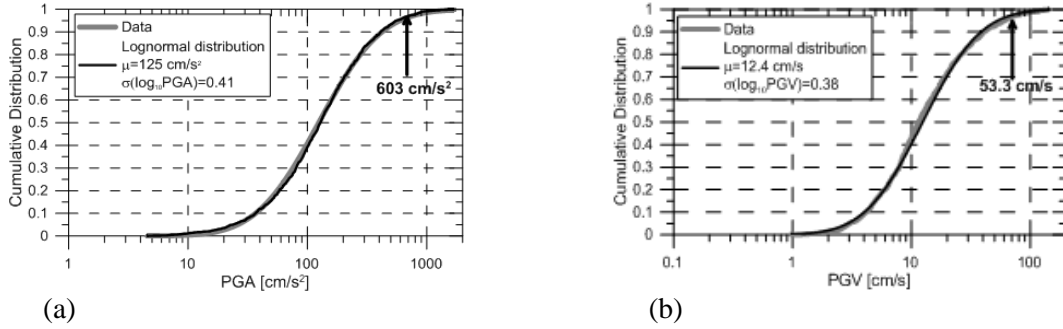 Cumulative Distribution
1
0.9
0.8
0.7
0.6
0.5
0.4
0.3
0.2
0.1
0
Data
Lognormal distribution
μ=125 cm/s²
σ(log₁₀PGA)=0.41
603 cm/s²
1
10
100
1000
PGA [cm/s²]
(a)
Cumulative Distribution
1
0.9
0.8
0.7
0.6
0.5
0.4
0.3
0.2
0.1
0
Data
Lognormal distribution
μ=12.4 cm/s
σ(log₁₀PGV)=0.38
53.3 cm/s
0.1
1
10
100
PGV [cm/s]
(b)